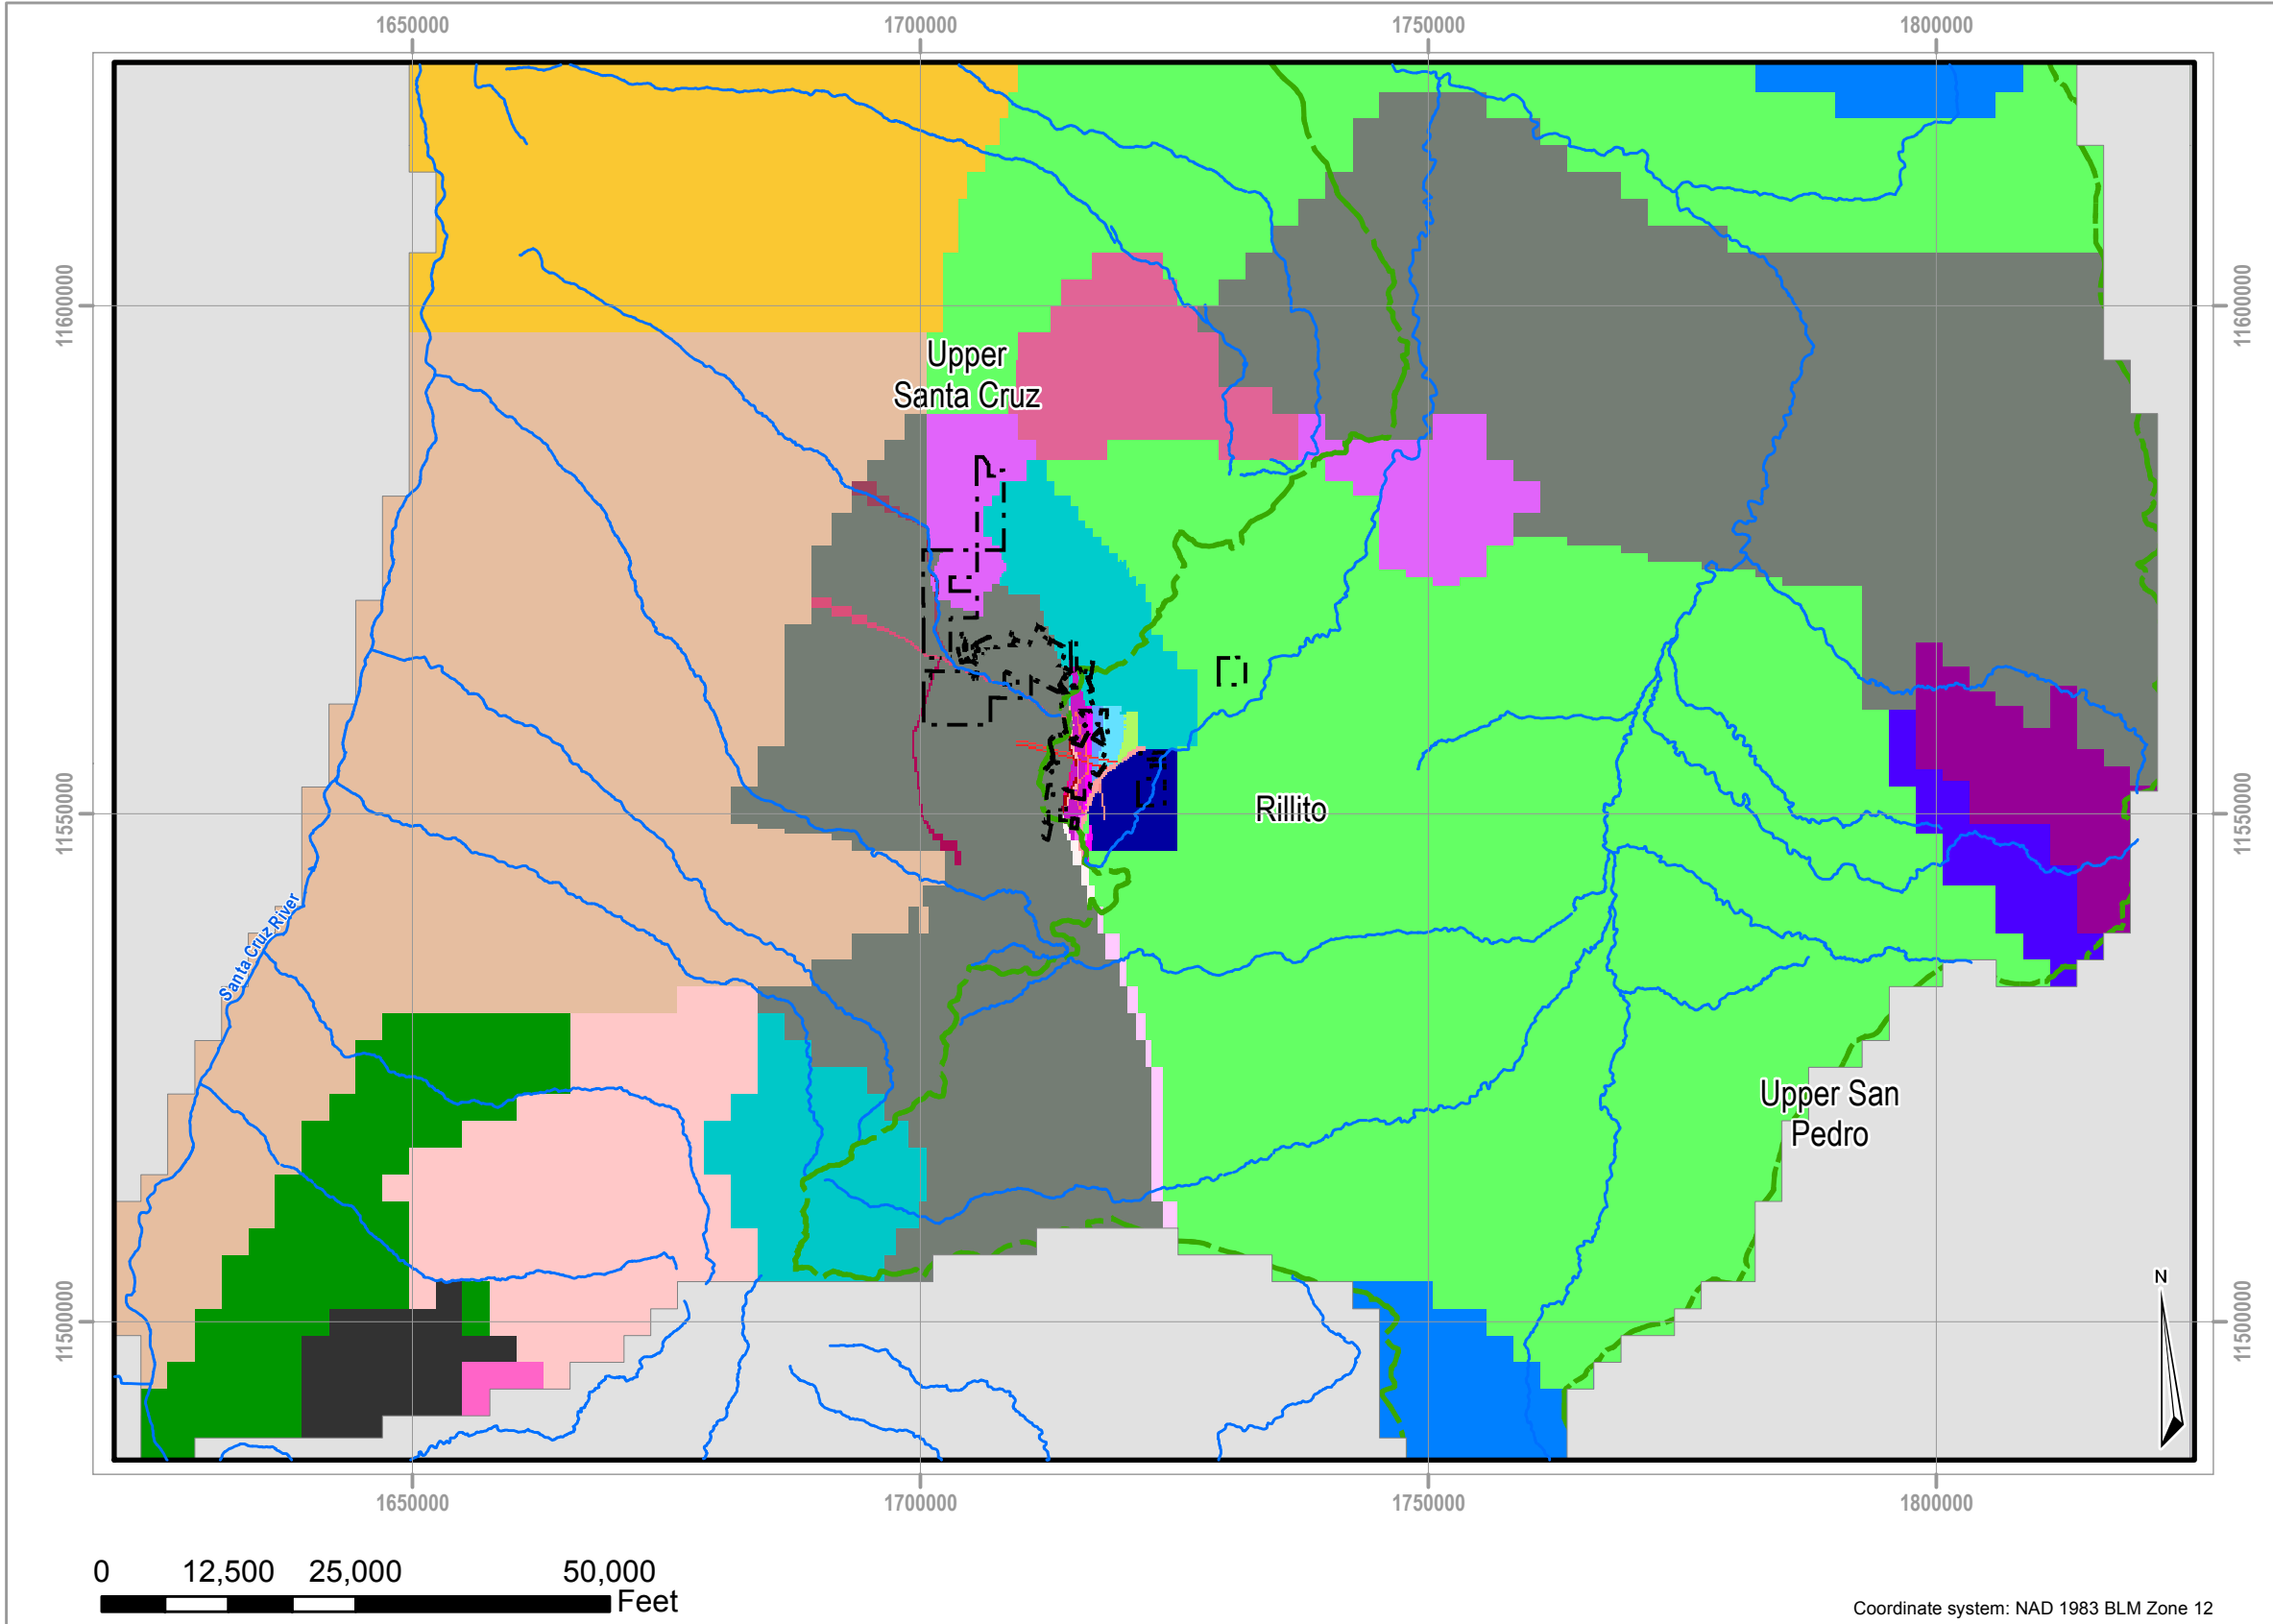 1650000 1700000 1750000 1800000
11600000 11600000
Upper
Santa Cruz
11550000 11550000
Rillito
Santa Cruz River
Upper San
Pedro
N
11500000 11500000
1650000 1700000 1750000 1800000
0 12,500 25,000 50,000
Feet
Coordinate system: NAD 1983 BLM Zone 12